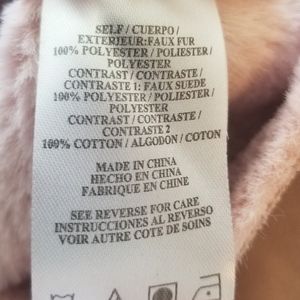 SELF / CUERPO /
EXTERIEUR:FAUX FUR
100% POLYESTER / POLIESTER /
POLYESTER
CONTRAST / CONTRASTE /
CONTRASTE 1: FAUX SUEDE
100% POLYESTER / POLIESTER /
POLYESTER
CONTRAST / CONTRASTE /
CONTRASTE 2
100% COTTON / ALGODON / COTON
MADE IN CHINA
HECHO EN CHINA
FABRIQUE EN CHINE
SEE REVERSE FOR CARE
INSTRUCCIONES AL REVERSO
VOIR AUTRE COTE DE SOINS